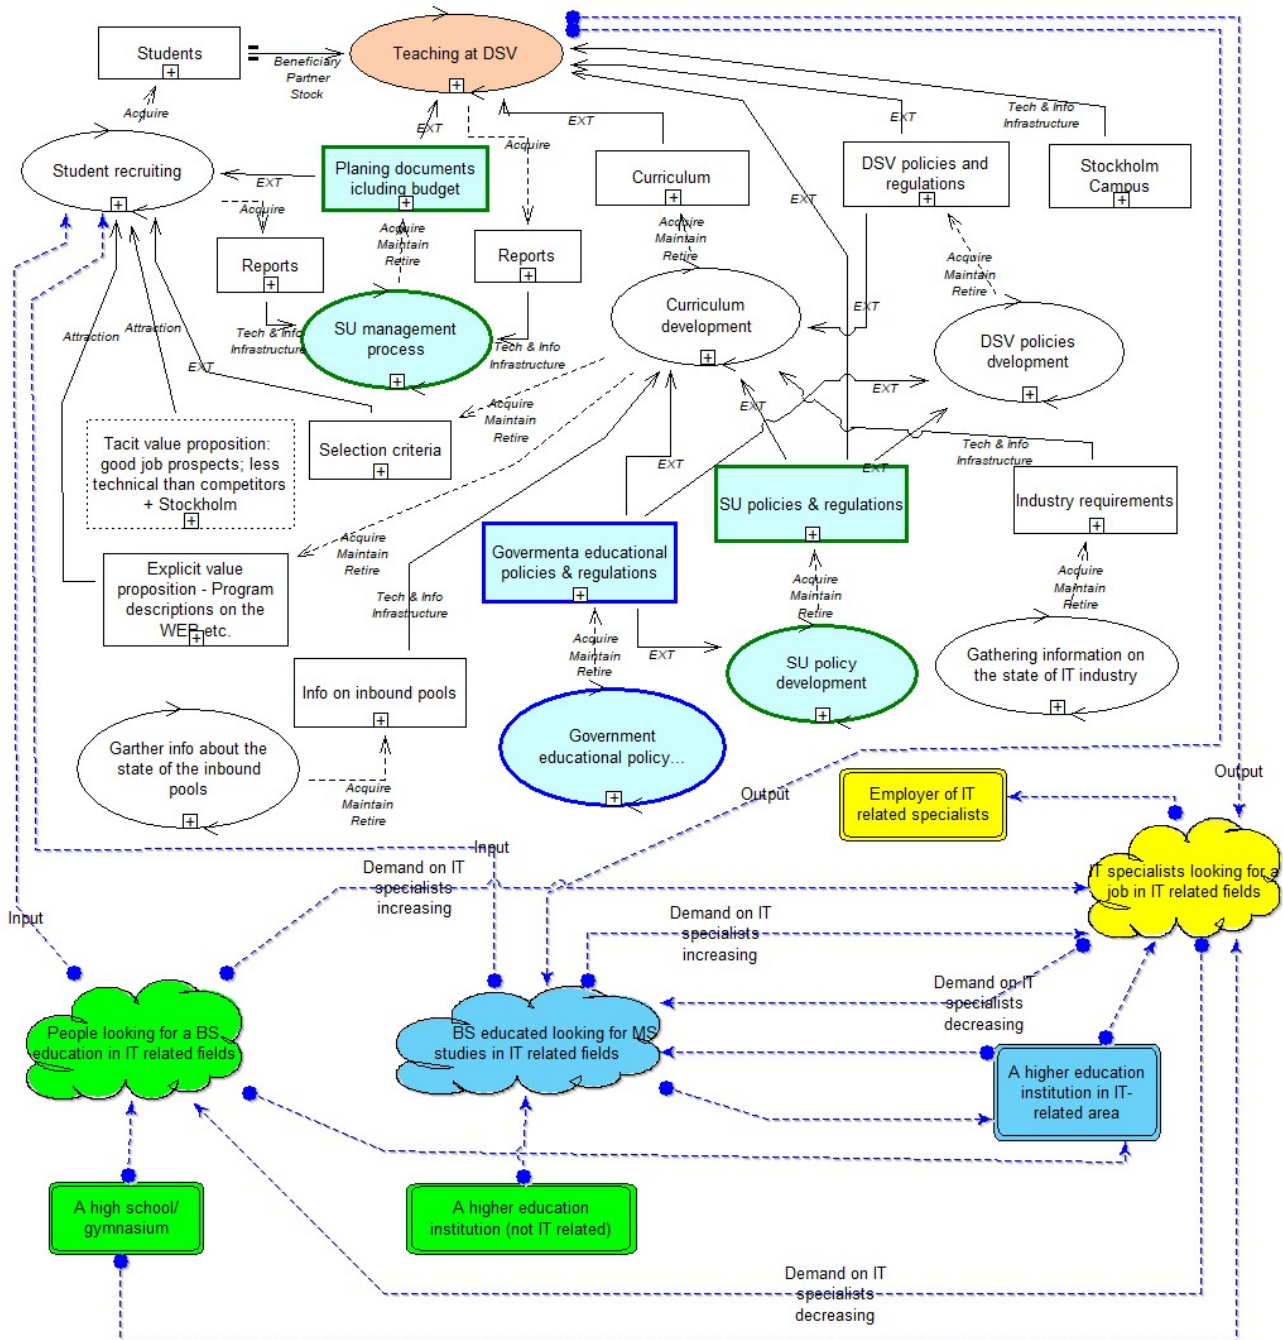 Students
Beneficiary
Partner
Stock
Teaching at DSV
Acquire
EXT
Acquire
EXT
EXT
Tech & Info
Infrastructure
Student recruiting
EXT
Planing documents
icluding budget
Curriculum
DSV policies and
regulations
Stockholm
Campus
Acquire
EXT
Acquire
Maintain
Retire
Acquire
Maintain
Retire
Reports
Reports
Acquire
Maintain
Retire
Attraction
Attraction
Tech & Info
Infrastructure
SU management
process
Tech & Info
Infrastructure
Curriculum
development
EXT
DSV policies
dvelopment
EXT
EXT
EXT
Acquire
Maintain
Retire
Tacit value proposition:
good job prospects; less
technical than competitors
+ Stockholm
Selection criteria
Tech & Info
Infrastructure
EXT
EXT
SU policies & regulations
Industry requirements
Acquire
Maintain
Retire
Governmenta educational
policies & regulations
Explicit value
proposition - Program
descriptions on the
WEB etc.
Tech & Info
Infrastructure
Acquire
Maintain
Retire
Acquire
Maintain
Retire
Acquire
Maintain
Retire
EXT
Info on inbound pools
SU policy
development
Gathering information on
the state of IT industry
Garther info about the
state of the inbound
pools
Acquire
Maintain
Retire
Government
educational policy...
Output
Output
Employer of IT
related specialists
Input
Demand on IT
specialists
increasing
IT specialists looking for a
job in IT related fields
Input
Demand on IT
specialists
increasing
Demand on IT
specialists
decreasing
People looking for a BS
education in IT related fields
BS educated looking for MS
studies in IT related fields
A higher education
institution in IT-
related area
A high school/
gymnasium
A higher education
institution (not IT related)
Demand on IT
specialists
decreasing